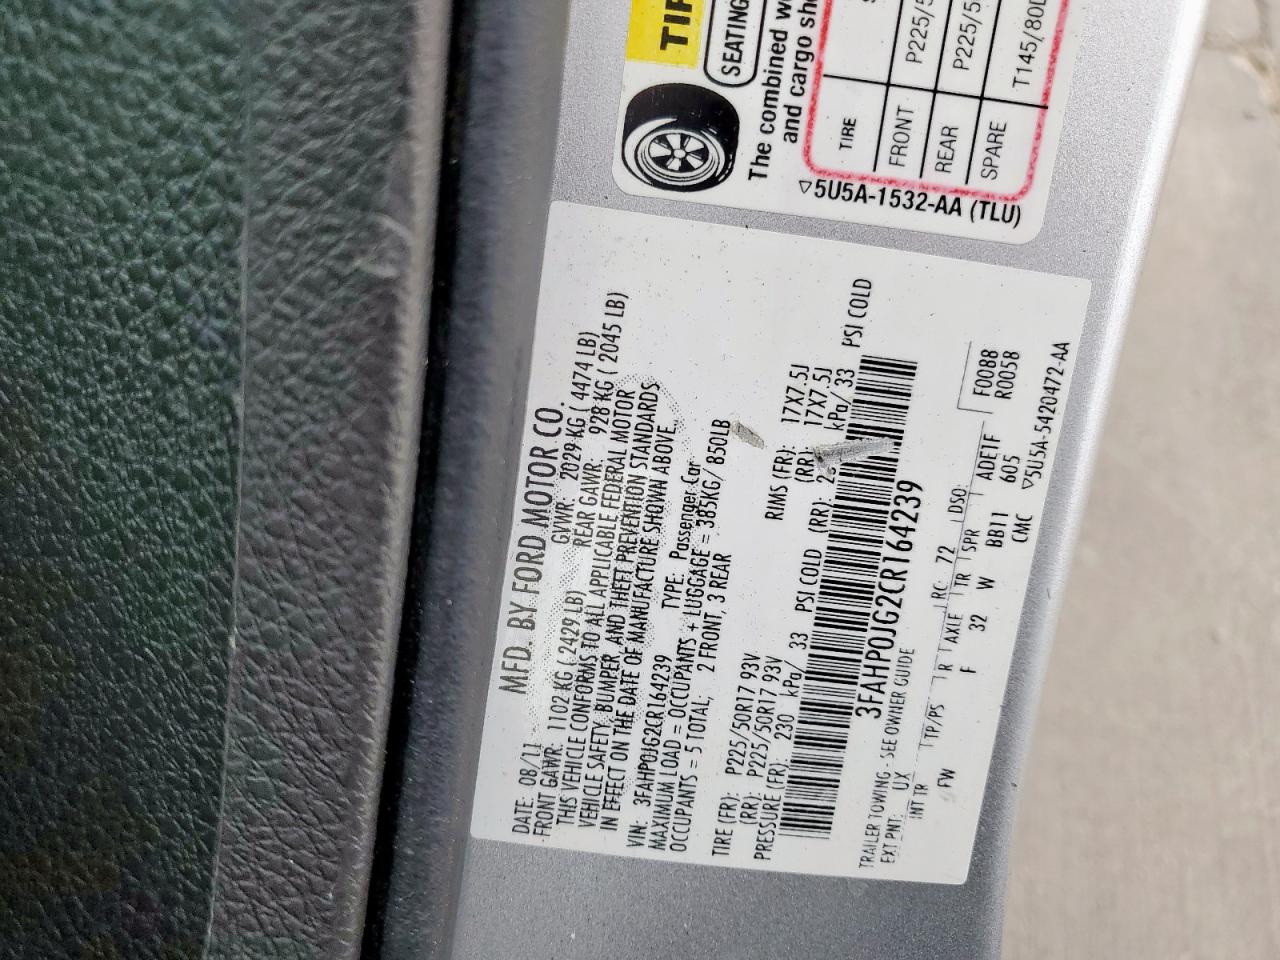 TIR
SEATING
The combined w
and cargo sh
TIRE
FRONT P225/5
REAR P225/5
SPARE T145/80D
▽5U5A-1532-AA (TLU)
MFD. BY FORD MOTOR CO.
DATE: 08/11 GVWR: 2029 KG ( 4474 LB)
FRONT GAWR: 1102 KG ( 2429 LB) REAR GAWR: 928 KG ( 2045 LB)
THIS VEHICLE CONFORMS TO ALL APPLICABLE FEDERAL MOTOR
VEHICLE SAFETY, BUMPER, AND THEFT PREVENTION STANDARDS
IN EFFECT ON THE DATE OF MANUFACTURE SHOWN ABOVE.
VIN: 3FAHP0JG2CR164239 TYPE: Passenger Car
MAXIMUM LOAD = OCCUPANTS + LUGGAGE = 385KG/ 850LB
OCCUPANTS = 5 TOTAL, 2 FRONT, 3 REAR
TIRE (FR): P225/50R17 93V RIMS (FR): 17X7.5J
(RR): P225/50R17 93V (RR): 17X7.5J
PRESSURE (FR): 230 kPa/ 33 PSI COLD (RR): kPa/ 33 PSI COLD
3FAHP0JG2CR164239
TRAILER TOWING - SEE OWNER GUIDE
EXT PNT: UX RC: 72 DSO: F0088
INT TR TP/PS R AXLE TR SPR R0058
FW F 32 W BB11 ADE1F
CMC 605
▽5U5A-5420472-AA